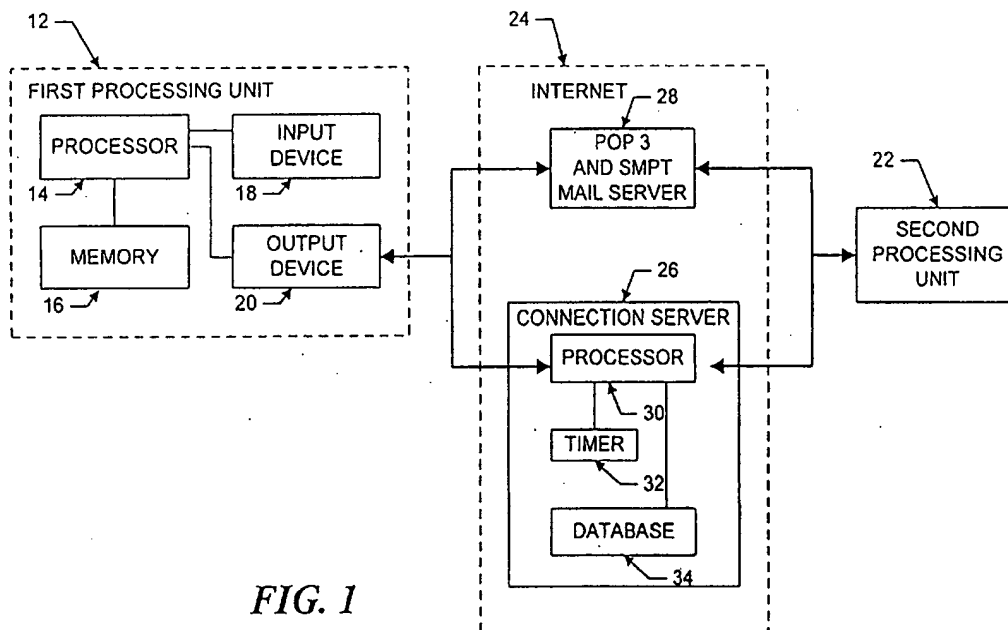 12
FIRST PROCESSING UNIT
PROCESSOR
14
INPUT
DEVICE
18
MEMORY
16
OUTPUT
DEVICE
20
24
INTERNET
28
POP 3
AND SMPT
MAIL SERVER
26
CONNECTION SERVER
PROCESSOR
30
TIMER
32
DATABASE
34
22
SECOND
PROCESSING
UNIT
FIG. 1